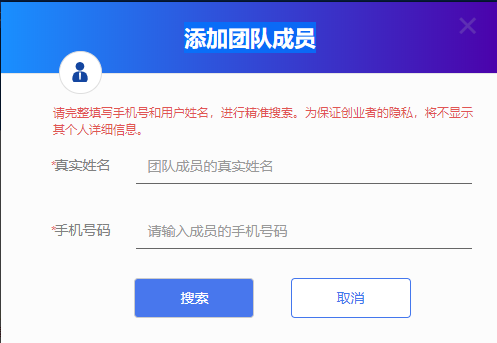 添加团队成员
请完整填写手机号和用户姓名，进行精准搜索。为保证创业者的隐私，将不显示
其个人详细信息。
*真实姓名 团队成员的真实姓名
*手机号码 请输入成员的手机号码
搜索 取消